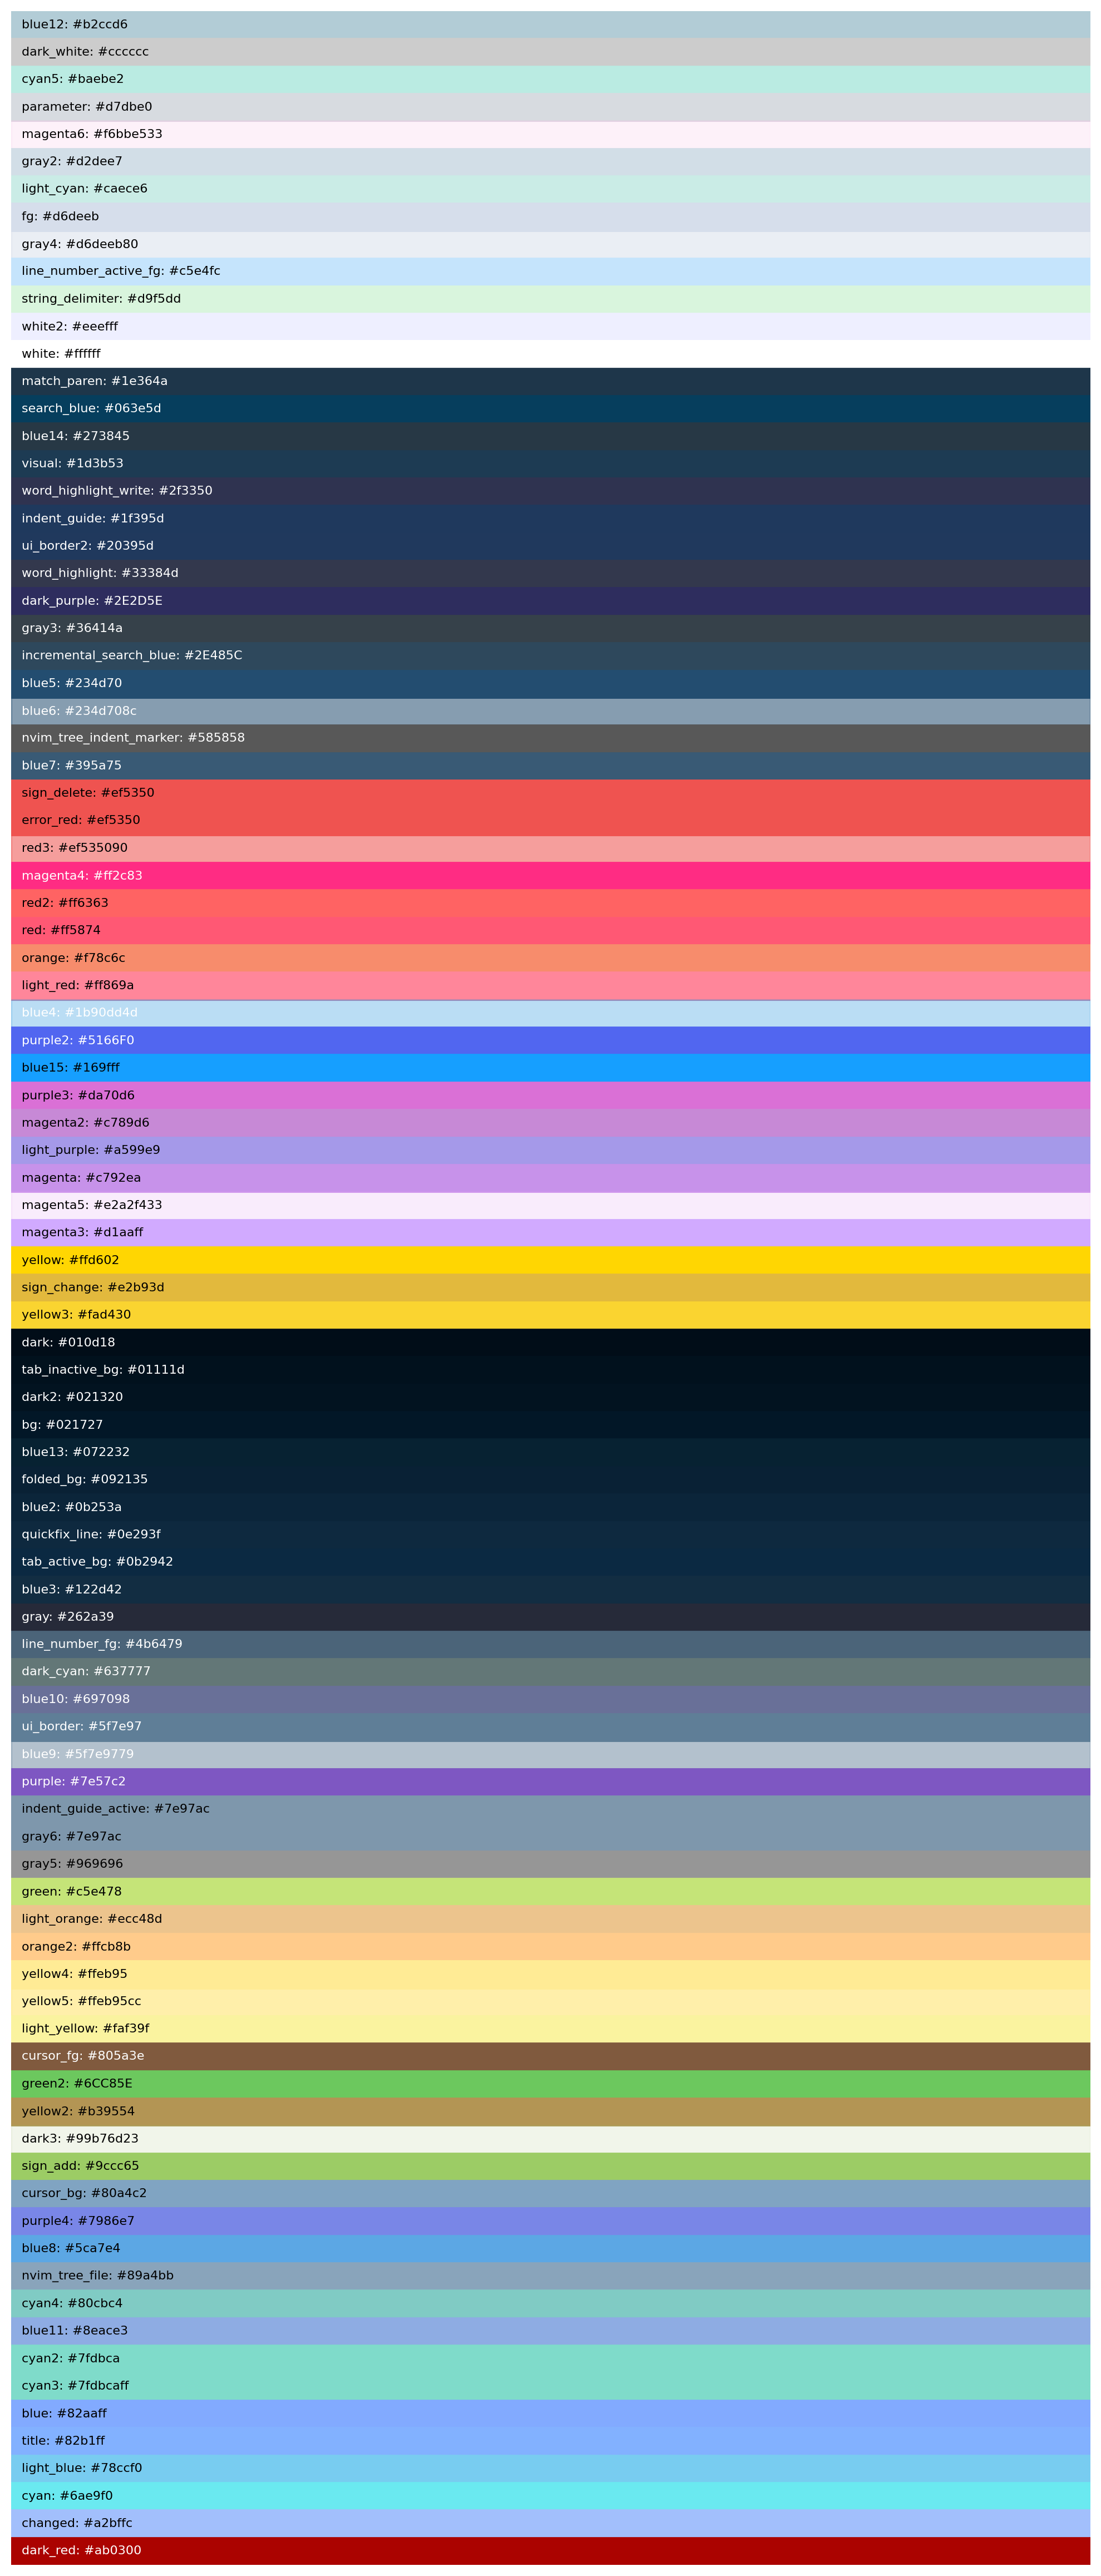 blue12: #b2ccd6
dark_white: #cccccc
cyan5: #baebe2
parameter: #d7dbe0
magenta6: #f6bbe533
gray2: #d2dee7
light_cyan: #caece6
fg: #d6deeb
gray4: #d6deeb80
line_number_active_fg: #c5e4fc
string_delimiter: #d9f5dd
white2: #eeefff
white: #ffffff
match_paren: #1e364a
search_blue: #063e5d
blue14: #273845
visual: #1d3b53
word_highlight_write: #2f3350
indent_guide: #1f395d
ui_border2: #20395d
word_highlight: #33384d
dark_purple: #2E2D5E
gray3: #36414a
incremental_search_blue: #2E485C
blue5: #234d70
blue6: #234d708c
nvim_tree_indent_marker: #585858
blue7: #395a75
sign_delete: #ef5350
error_red: #ef5350
red3: #ef535090
magenta4: #ff2c83
red2: #ff6363
red: #ff5874
orange: #f78c6c
light_red: #ff869a
blue4: #1b90dd4d
purple2: #5166F0
blue15: #169fff
purple3: #da70d6
magenta2: #c789d6
light_purple: #a599e9
magenta: #c792ea
magenta5: #e2a2f433
magenta3: #d1aaff
yellow: #ffd602
sign_change: #e2b93d
yellow3: #fad430
dark: #010d18
tab_inactive_bg: #01111d
dark2: #021320
bg: #021727
blue13: #072232
folded_bg: #092135
blue2: #0b253a
quickfix_line: #0e293f
tab_active_bg: #0b2942
blue3: #122d42
gray: #262a39
line_number_fg: #4b6479
dark_cyan: #637777
blue10: #697098
ui_border: #5f7e97
blue9: #5f7e9779
purple: #7e57c2
indent_guide_active: #7e97ac
gray6: #7e97ac
gray5: #969696
green: #c5e478
light_orange: #ecc48d
orange2: #ffcb8b
yellow4: #ffeb95
yellow5: #ffeb95cc
light_yellow: #faf39f
cursor_fg: #805a3e
green2: #6CC85E
yellow2: #b39554
dark3: #99b76d23
sign_add: #9ccc65
cursor_bg: #80a4c2
purple4: #7986e7
blue8: #5ca7e4
nvim_tree_file: #89a4bb
cyan4: #80cbc4
blue11: #8eace3
cyan2: #7fdbca
cyan3: #7fdbcaff
blue: #82aaff
title: #82b1ff
light_blue: #78ccf0
cyan: #6ae9f0
changed: #a2bffc
dark_red: #ab0300